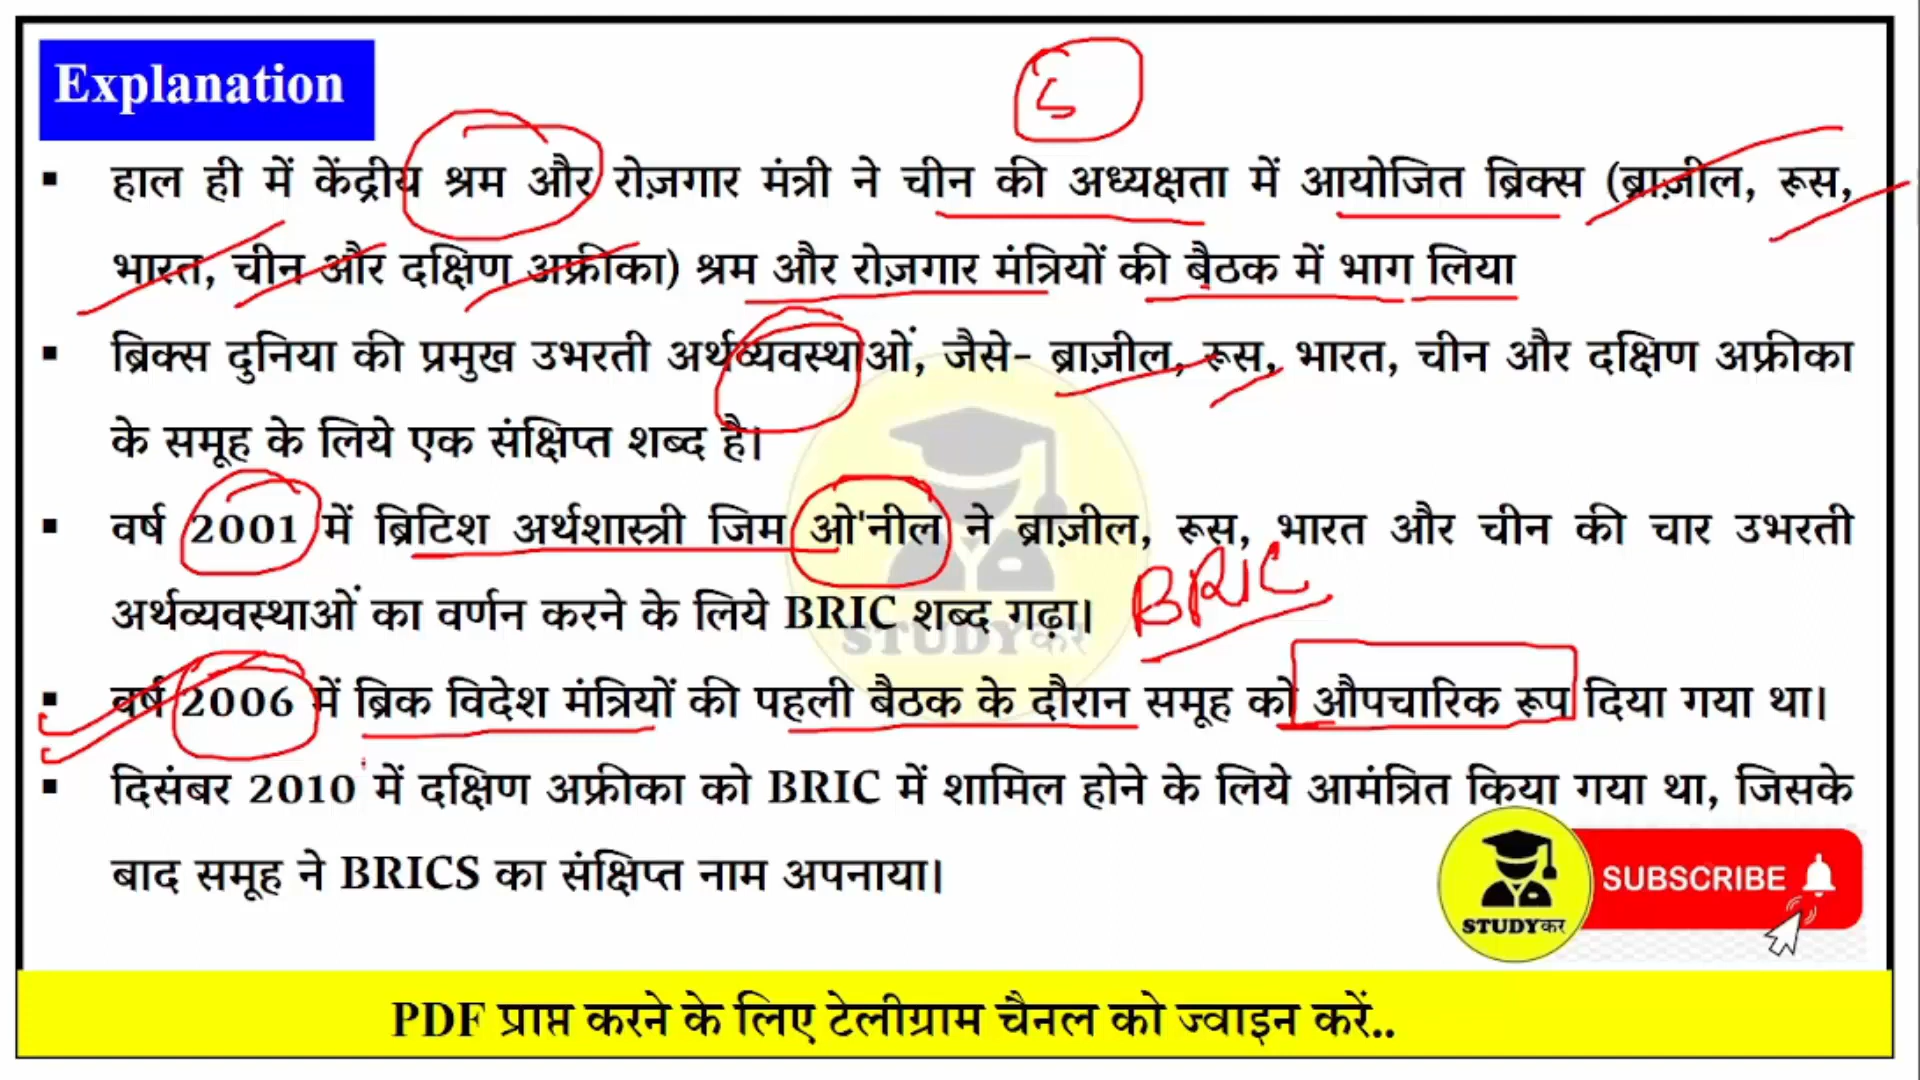 Explanation
5
▪ हाल ही में केंद्रीय श्रम और रोज़गार मंत्री ने चीन की अध्यक्षता में आयोजित ब्रिक्स (ब्राज़ील, रूस,
भारत, चीन और दक्षिण अफ्रीका) श्रम और रोज़गार मंत्रियों की बैठक में भाग लिया
▪ ब्रिक्स दुनिया की प्रमुख उभरती अर्थव्यवस्थाओं, जैसे- ब्राज़ील, रूस, भारत, चीन और दक्षिण अफ्रीका
के समूह के लिये एक संक्षिप्त शब्द है।
▪ वर्ष 2001 में ब्रिटिश अर्थशास्त्री जिम ओ'नील ने ब्राज़ील, रूस, भारत और चीन की चार उभरती
अर्थव्यवस्थाओं का वर्णन करने के लिये BRIC शब्द गढ़ा।
BRIC
STUDYकर
▪ वर्ष 2006 में ब्रिक विदेश मंत्रियों की पहली बैठक के दौरान समूह को औपचारिक रूप दिया गया था।
▪ दिसंबर 2010 में दक्षिण अफ्रीका को BRIC में शामिल होने के लिये आमंत्रित किया गया था, जिसके
बाद समूह ने BRICS का संक्षिप्त नाम अपनाया।
SUBSCRIBE
STUDYकर
PDF प्राप्त करने के लिए टेलीग्राम चैनल को ज्वाइन करें..